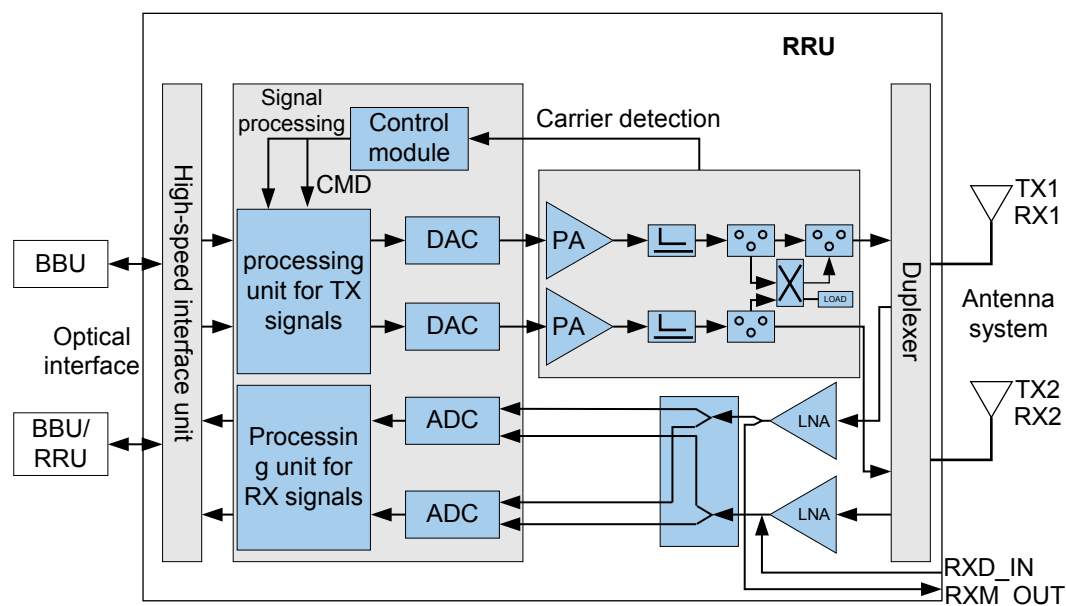 RRU
Signal
processing
Control
module
Carrier detection
CMD
TX1
RX1
High-speed interface unit
BBU
processing
unit for TX
signals
DAC
PA
LOAD
DAC
PA
Duplexer
Antenna
system
Optical
interface
BBU/
RRU
Processin
g unit for
RX signals
ADC
LNA
TX2
RX2
ADC
LNA
RXD_IN
RXM_OUT